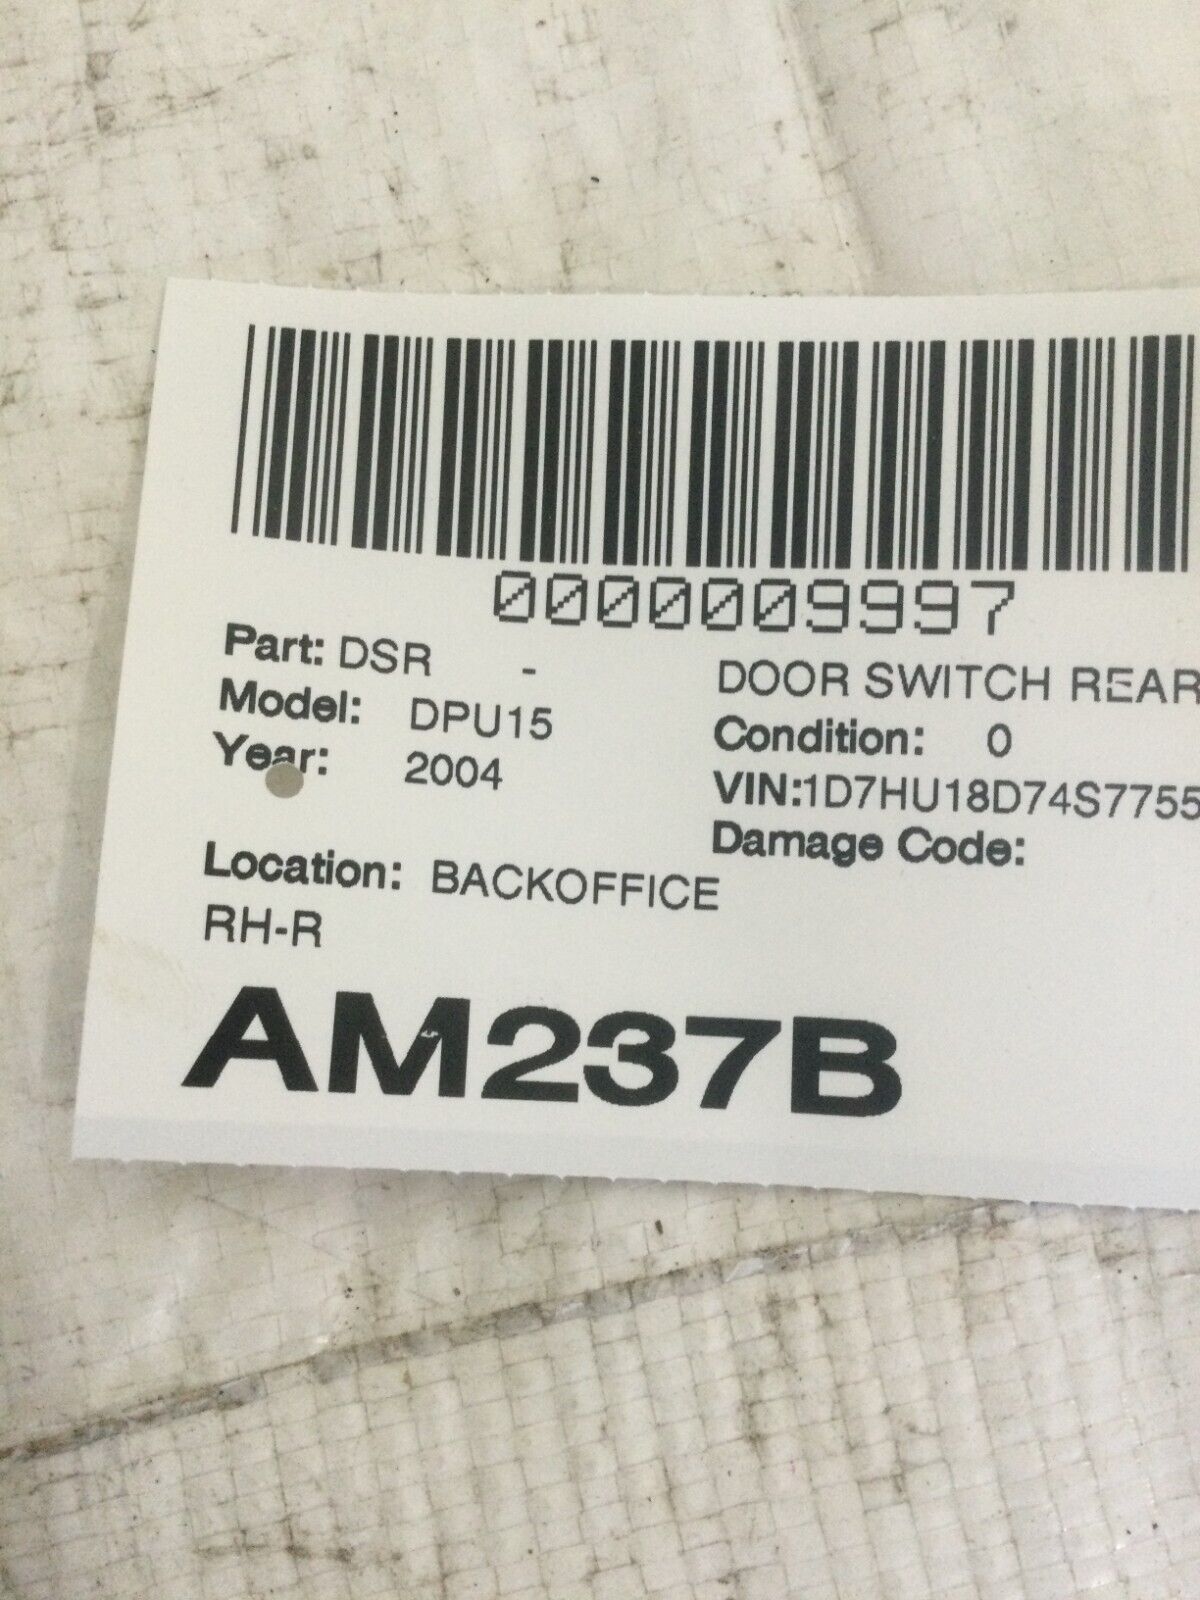 0000009997
Part: DSR - DOOR SWITCH REAR
Model: DPU15 Condition: 0
Year: 2004 VIN:1D7HU18D74S7755
Damage Code:
Location: BACKOFFICE
RH-R
AM237B